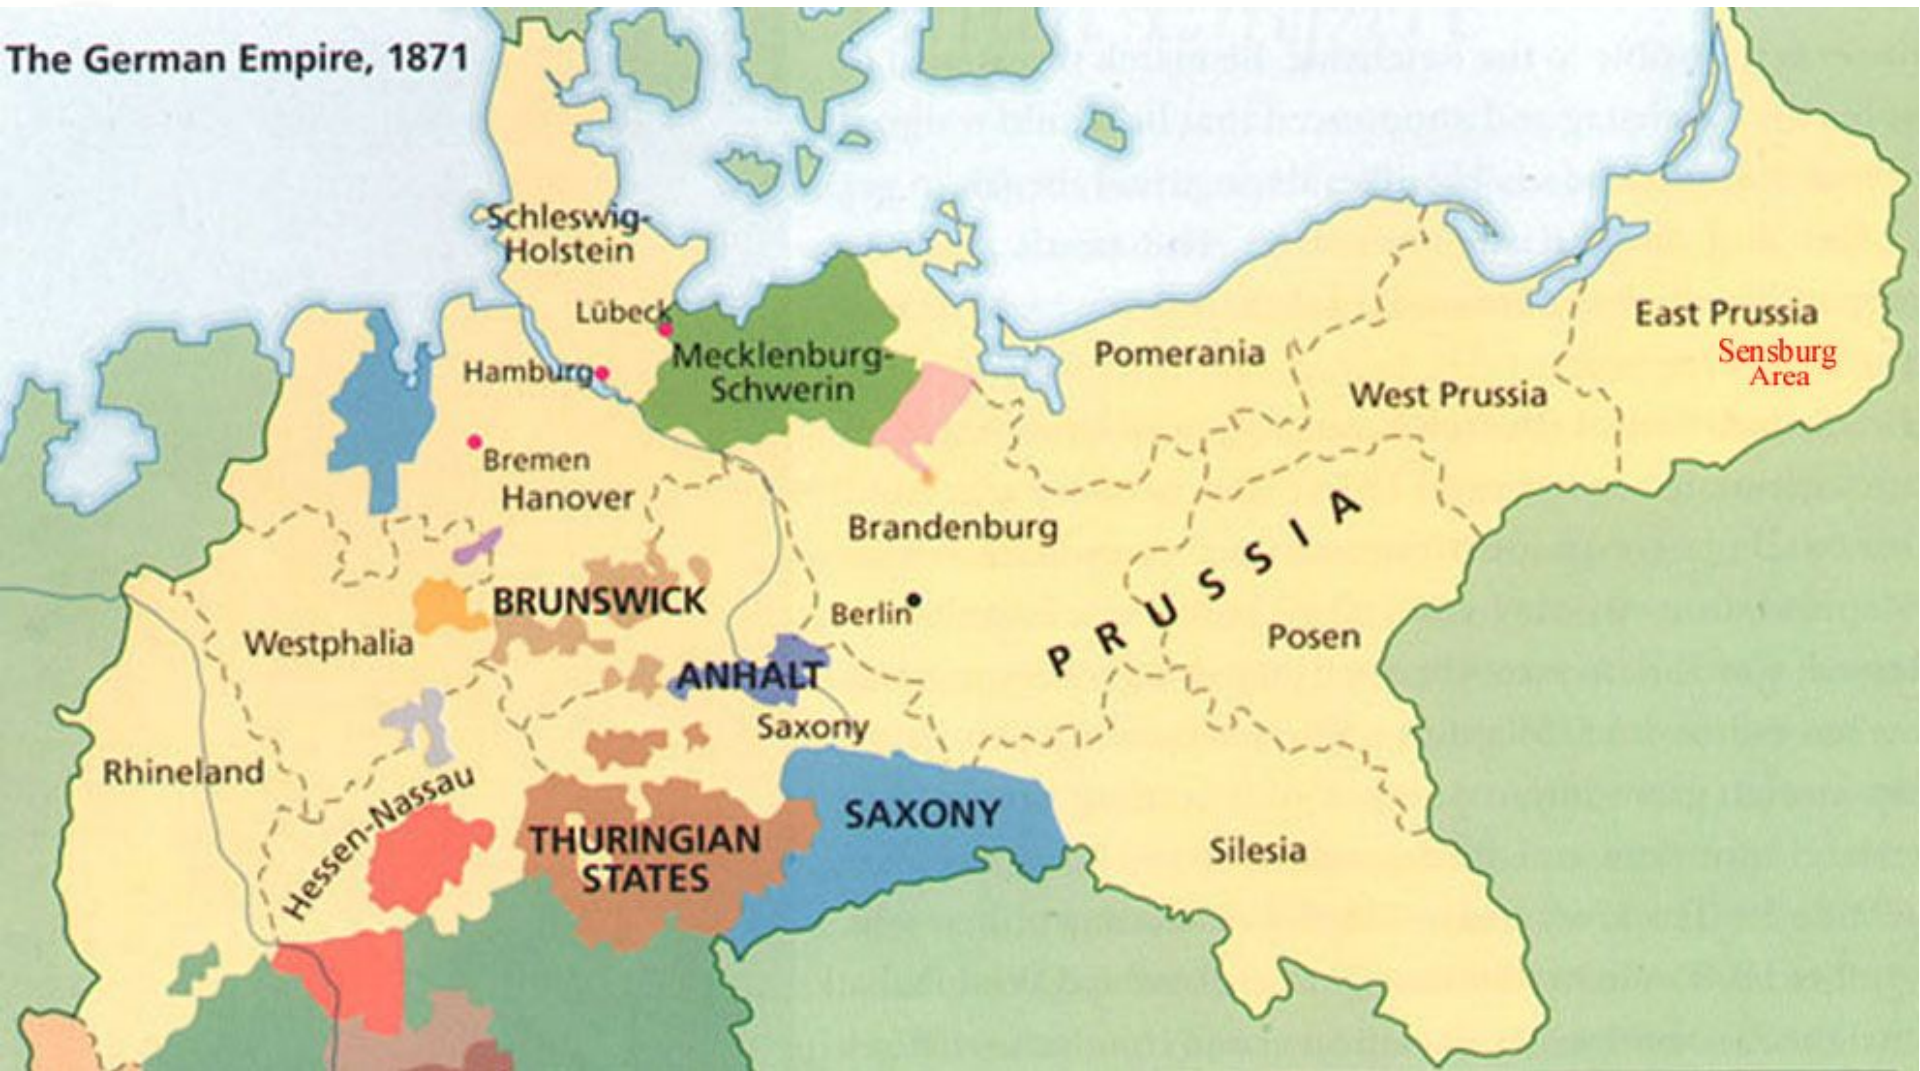 The German Empire, 1871
Schleswig-
Holstein
Lübeck
Hamburg
Mecklenburg-
Schwerin
Bremen
Hanover
Pomerania
West Prussia
East Prussia
Sensburg
Area
Brandenburg
Berlin
PRUSSIA
Posen
BRUNSWICK
Westphalia
ANHALT
Saxony
Rhineland
Hessen-Nassau
THURINGIAN
STATES
SAXONY
Silesia